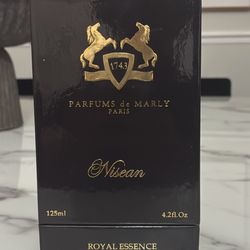 1743
PARFUMS de MARLY
PARIS
Nisean
125ml 4.2fl.Oz
ROYAL ESSENCE